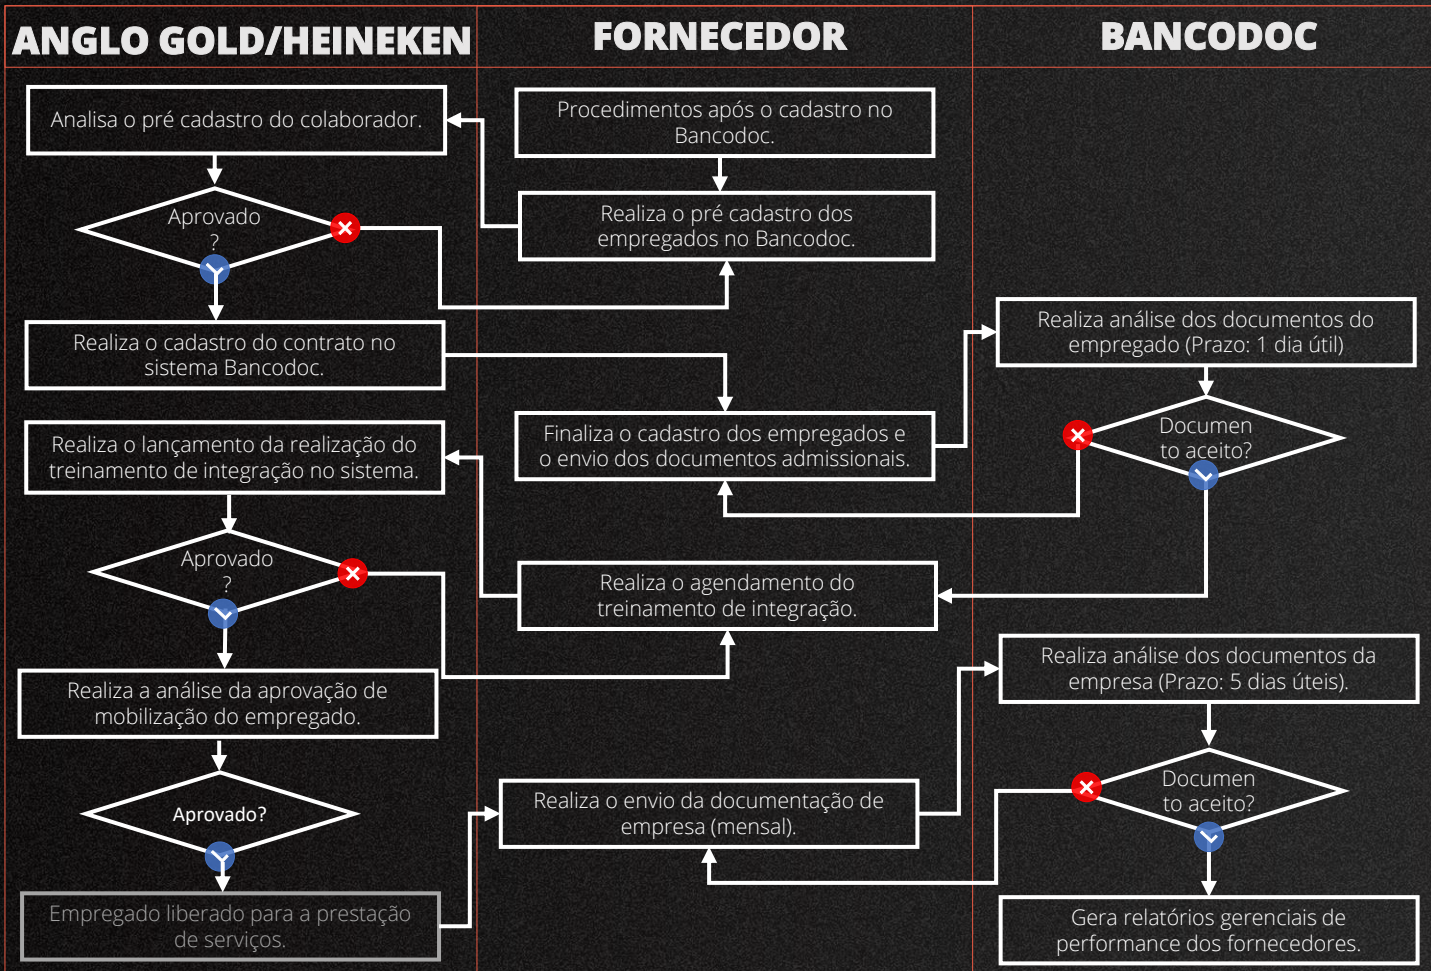 ANGLO GOLD/HEINEKEN
FORNECEDOR
BANCODOC
Analisa o pré cadastro do colaborador.
Aprovado
?
Realiza o cadastro do contrato no
sistema Bancodoc.
Realiza o lançamento da realização do
treinamento de integração no sistema.
Aprovado
?
Realiza a análise da aprovação de
mobilização do empregado.
Aprovado?
Empregado liberado para a prestação
de serviços.
Procedimentos após o cadastro no
Bancodoc.
Realiza o pré cadastro dos
empregados no Bancodoc.
Finaliza o cadastro dos empregados e
o envio dos documentos admissionais.
Realiza o agendamento do
treinamento de integração.
Realiza o envio da documentação de
empresa (mensal).
Realiza análise dos documentos do
empregado (Prazo: 1 dia útil)
Documen
to aceito?
Realiza análise dos documentos da
empresa (Prazo: 5 dias úteis).
Documen
to aceito?
Gera relatórios gerenciais de
performance dos fornecedores.